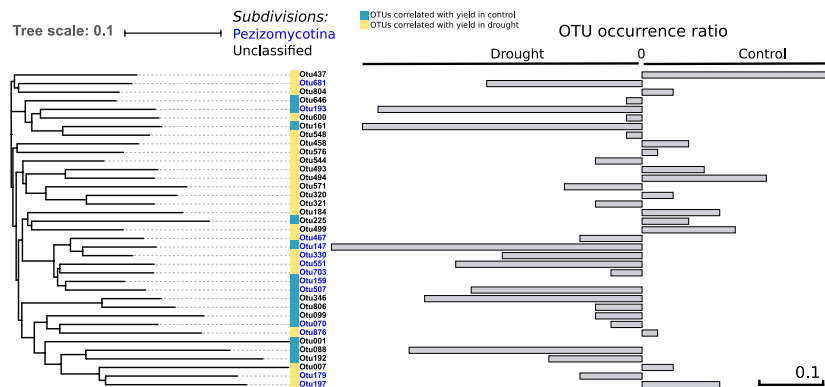 Tree scale: 0.1
Subdivisions:
Pezizomycotina
Unclassified
OTUs correlated with yield in control
OTUs correlated with yield in drought
OTU occurrence ratio
Drought 0 Control
Otu437
Otu681
Otu804
Otu646
Otu193
Otu600
Otu161
Otu548
Otu458
Otu576
Otu544
Otu493
Otu494
Otu571
Otu320
Otu321
Otu184
Otu225
Otu499
Otu467
Otu147
Otu330
Otu551
Otu703
Otu159
Otu507
Otu346
Otu806
Otu099
Otu070
Otu876
Otu001
Otu088
Otu192
Otu007
Otu179
Otu197
0.1